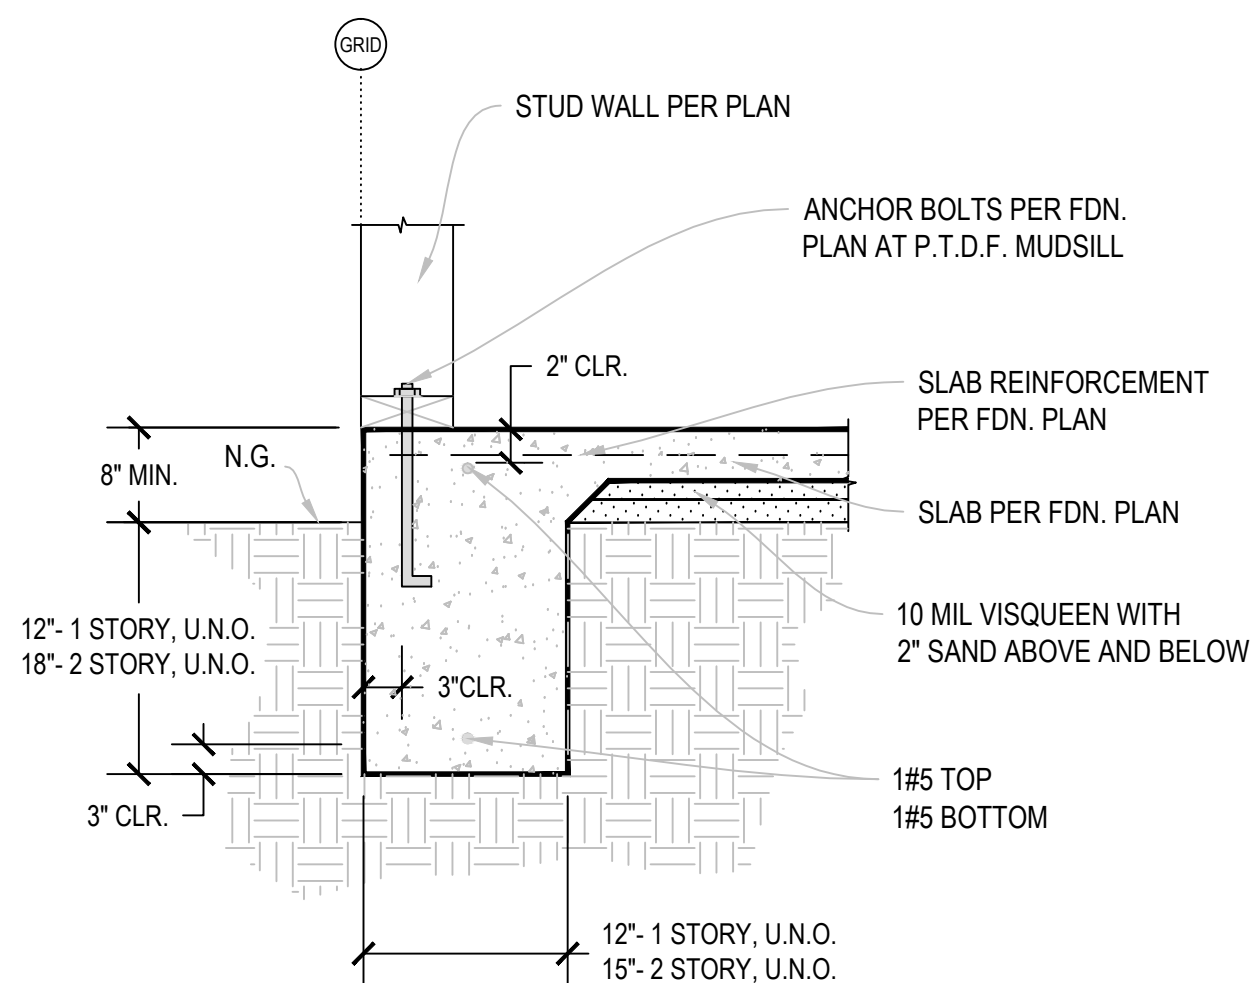 GRID
STUD WALL PER PLAN
ANCHOR BOLTS PER FDN.
PLAN AT P.T.D.F. MUDSILL
2" CLR.
SLAB REINFORCEMENT
PER FDN. PLAN
N.G.
8" MIN.
SLAB PER FDN. PLAN
10 MIL VISQUEEN WITH
2" SAND ABOVE AND BELOW
12"- 1 STORY, U.N.O.
18"- 2 STORY, U.N.O.
3"CLR.
3" CLR.
1#5 TOP
1#5 BOTTOM
12"- 1 STORY, U.N.O.
15"- 2 STORY, U.N.O.